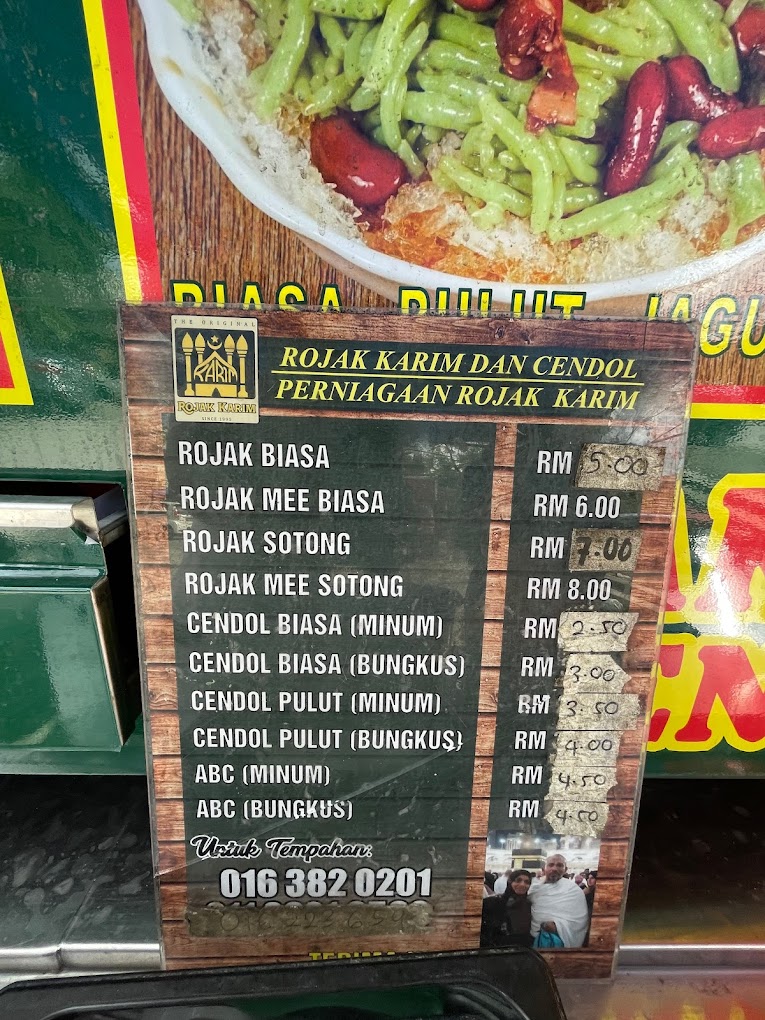 BIASA PULUT JAGU
THE ORIGINAL
KARIM
ROJAK KARIM
ROJAK KARIM DAN CENDOL
PERNIAGAAN ROJAK KARIM
ROJAK BIASA RM 5.00
ROJAK MEE BIASA RM 6.00
ROJAK SOTONG RM 7.00
ROJAK MEE SOTONG RM 8.00
CENDOL BIASA (MINUM) RM 2.50
CENDOL BIASA (BUNGKUS) RM 3.00
CENDOL PULUT (MINUM) RM 3.50
CENDOL PULUT (BUNGKUS) RM 4.00
ABC (MINUM) RM 4.50
ABC (BUNGKUS) RM 4.50
Untuk Tempahan:
016 382 0201